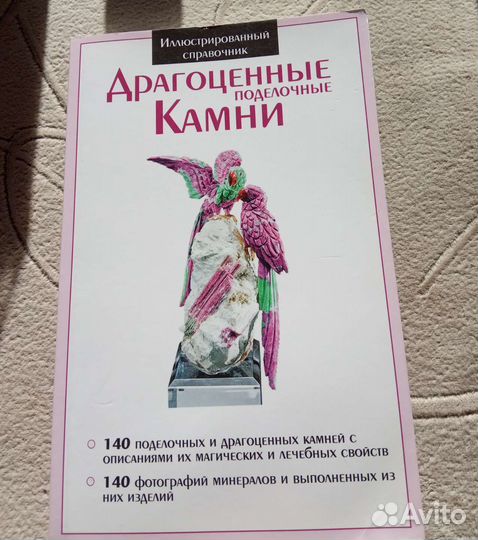 Иллюстрированный
справочник
Драгоценные
поделочные
Камни
140 поделочных и драгоценных камней с
описаниями их магических и лечебных свойств
140 фотографий минералов и выполненных из
них изделий
Avito